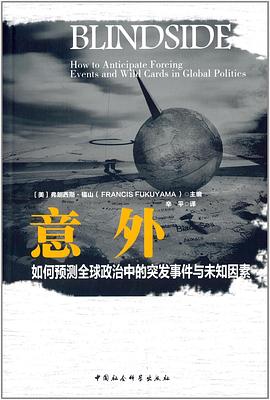 BLINDSIDE
How to Anticipate Forcing
Events and Wild Cards in Global Politics
[美] 弗朗西斯·福山 ( FRANCIS FUKUYAMA ) 主编
辛 平 译
意 外
如何预测全球政治中的突发事件与未知因素
中国社会科学出版社